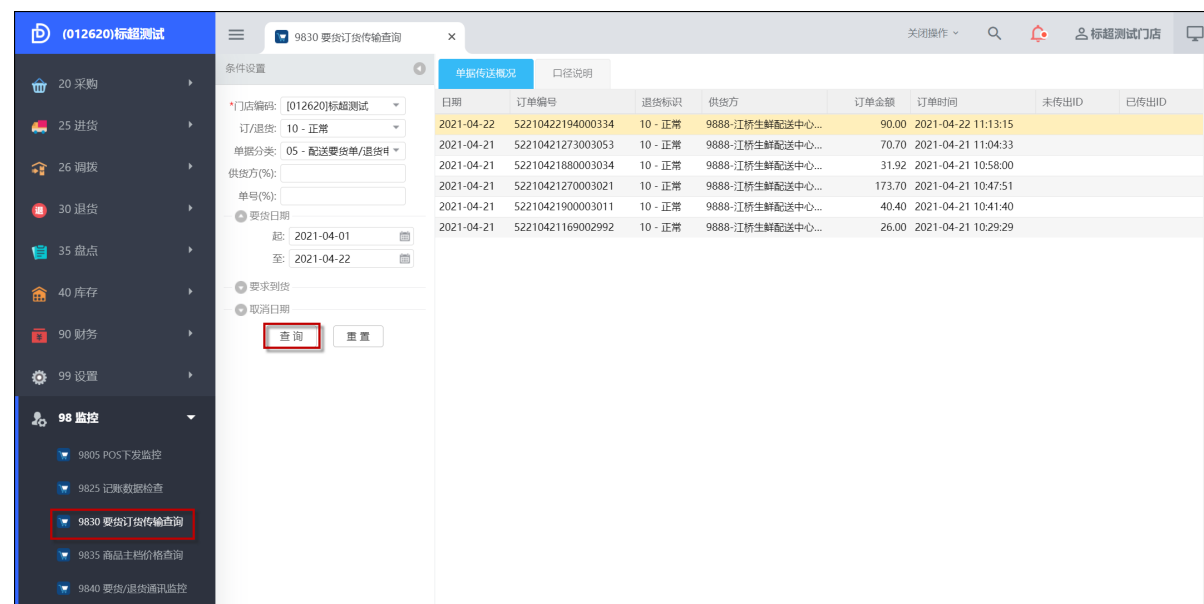 (012620)标超测试
9830 要货订货传输查询
×
关闭操作
标超测试门店
20 采购
25 进货
26 调拨
30 退货
35 盘点
40 库存
90 财务
99 设置
98 监控
9805 POS下发监控
9825 记账数据检查
9830 要货订货传输查询
9835 商品主档价格查询
9840 要货/退货通讯监控
条件设置
*门店编码: [012620]标超测试
订/退货: 10 - 正常
单据分类: 05 - 配送要货单/退货申
供货方(%):
单号(%):
要货日期
起: 2021-04-01
至: 2021-04-22
要求到货
取消日期
查 询 重 置
单据传送概况 口径说明
日期 订单编号 退货标识 供货方 订单金额 订单时间 未传出ID 已传出ID
2021-04-22 52210422194000334 10 - 正常 9888-江桥生鲜配送中心... 90.00 2021-04-22 11:13:15
2021-04-21 52210421273003053 10 - 正常 9888-江桥生鲜配送中心... 70.70 2021-04-21 11:04:33
2021-04-21 52210421880003034 10 - 正常 9888-江桥生鲜配送中心... 31.92 2021-04-21 10:58:00
2021-04-21 52210421270003021 10 - 正常 9888-江桥生鲜配送中心... 173.70 2021-04-21 10:47:51
2021-04-21 52210421900003011 10 - 正常 9888-江桥生鲜配送中心... 40.40 2021-04-21 10:41:40
2021-04-21 52210421169002992 10 - 正常 9888-江桥生鲜配送中心... 26.00 2021-04-21 10:29:29